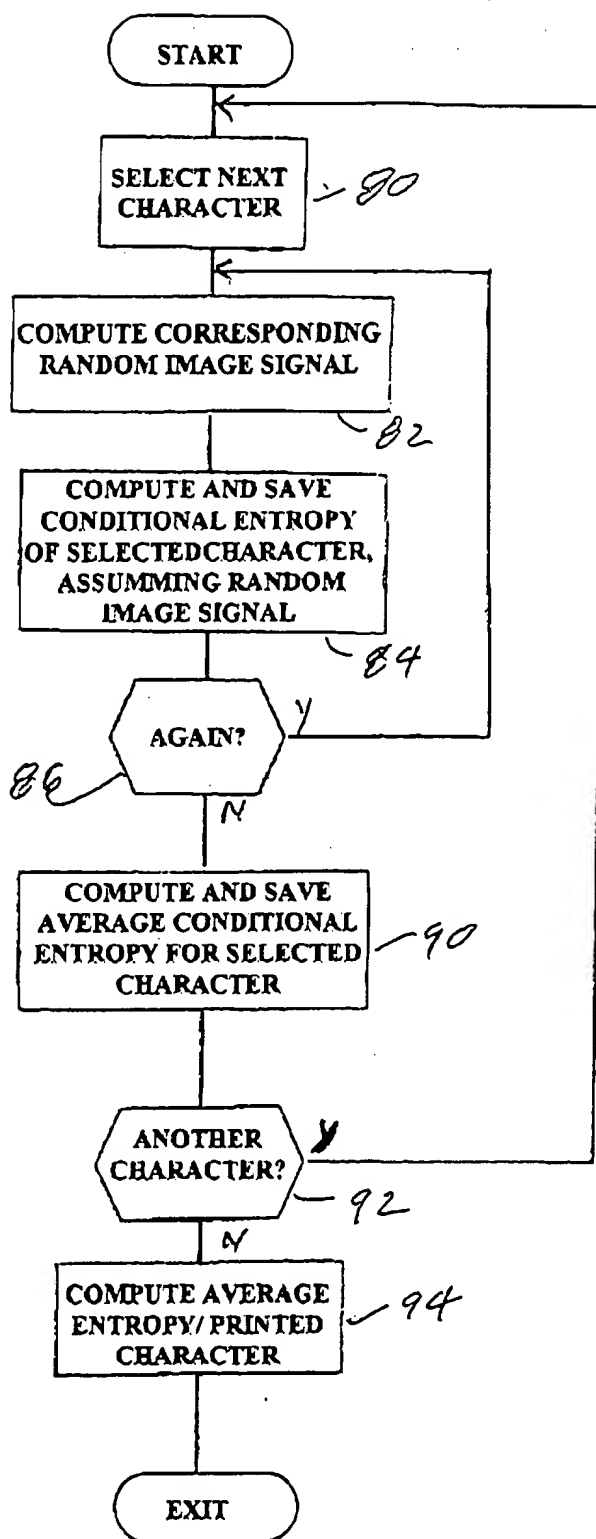 START
SELECT NEXT
CHARACTER
80
COMPUTE CORRESPONDING
RANDOM IMAGE SIGNAL
82
COMPUTE AND SAVE
CONDITIONAL ENTROPY
OF SELECTEDCHARACTER,
ASSUMMING RANDOM
IMAGE SIGNAL
84
AGAIN?
Y
86
N
COMPUTE AND SAVE
AVERAGE CONDITIONAL
ENTROPY FOR SELECTED
CHARACTER
90
ANOTHER
CHARACTER?
Y
92
N
COMPUTE AVERAGE
ENTROPY/ PRINTED
CHARACTER
94
EXIT